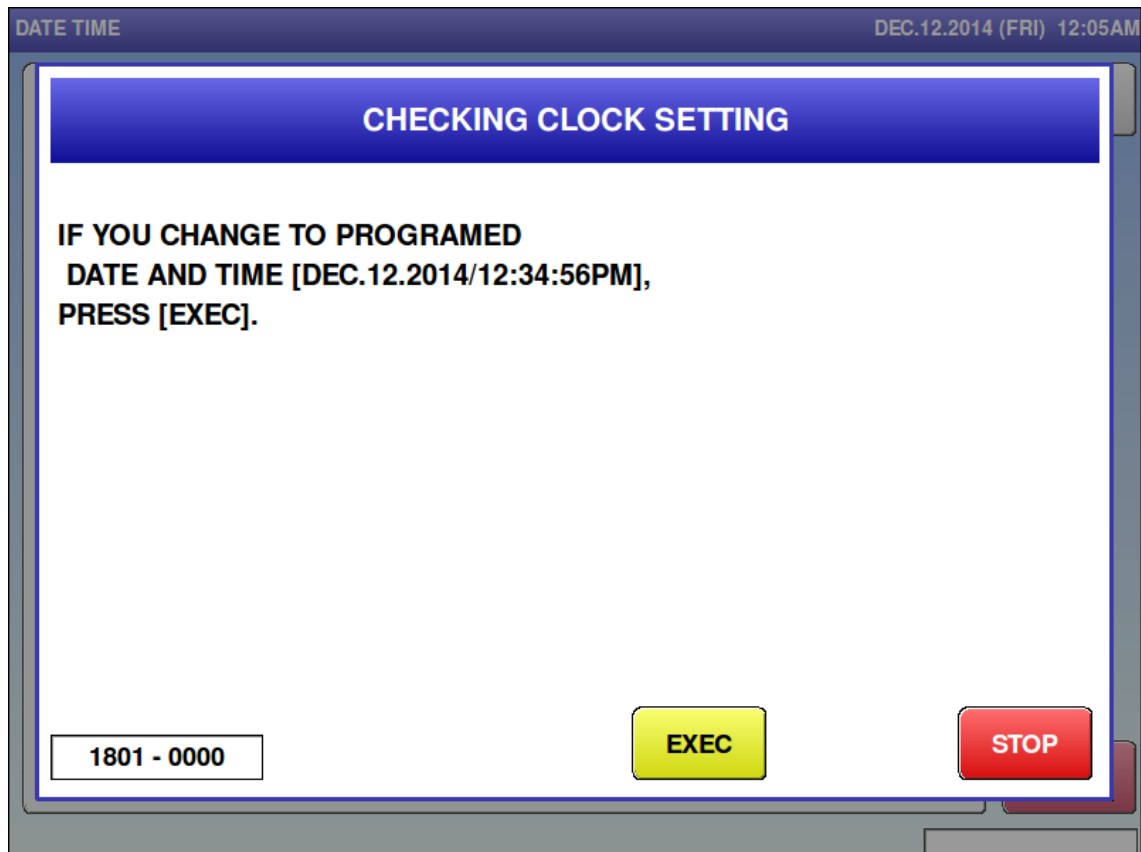 DATE TIME DEC.12.2014 (FRI) 12:05AM
CHECKING CLOCK SETTING
IF YOU CHANGE TO PROGRAMED
DATE AND TIME [DEC.12.2014/12:34:56PM],
PRESS [EXEC].
1801 - 0000 EXEC STOP